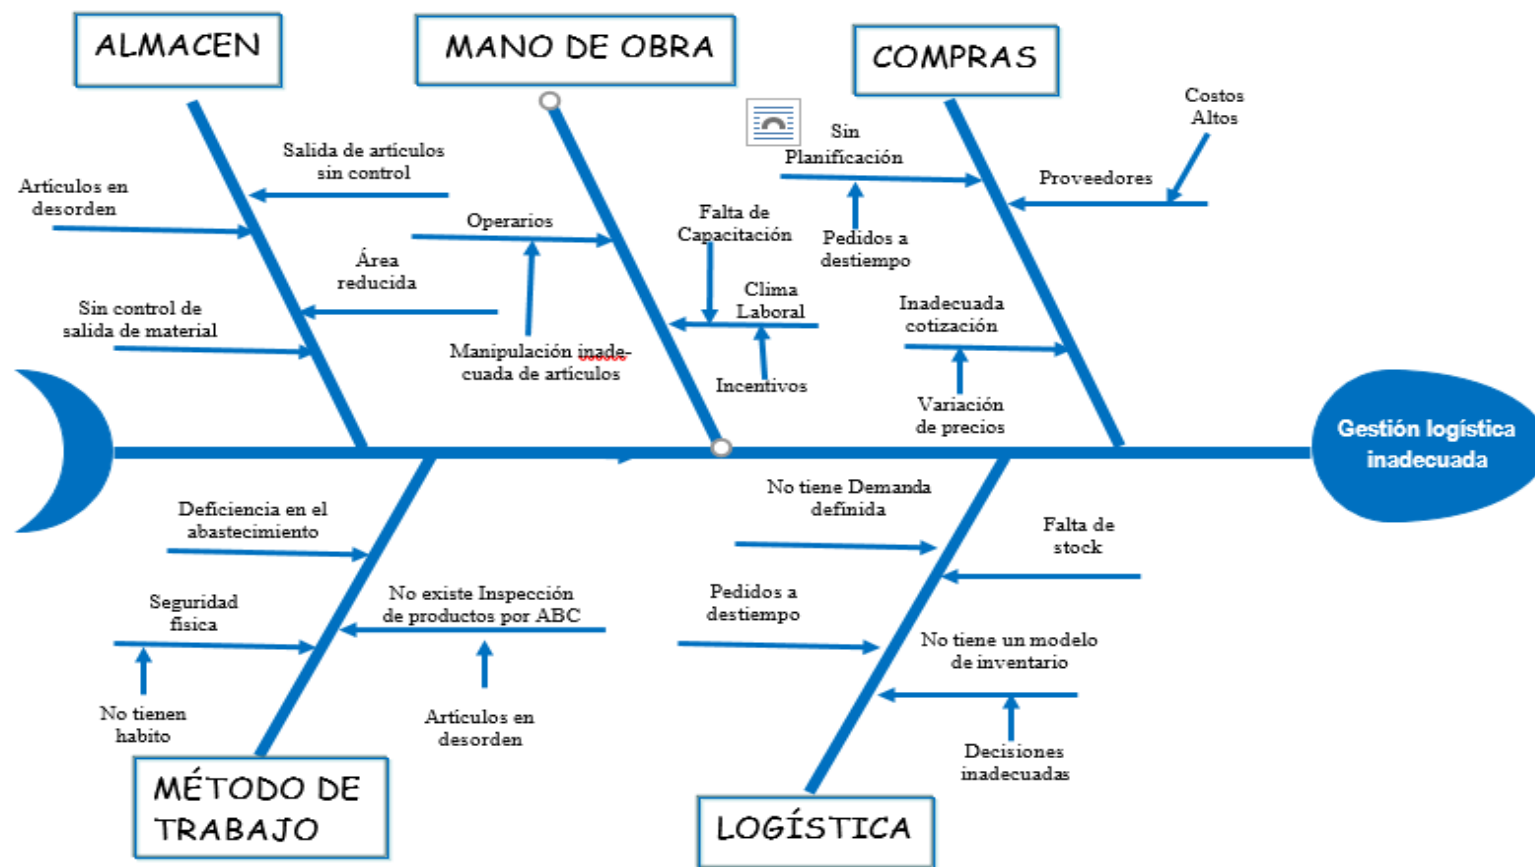 ALMACEN
MANO DE OBRA
COMPRAS
Salida de artículos
sin control
Artículos en
desorden
Área
reducida
Sin control de
salida de material
Operarios
Manipulación inade-
cuada de artículos
Falta de
Capacitación
Clima
Laboral
Incentivos
Sin
Planificación
Pedidos a
destiempo
Costos
Altos
Proveedores
Inadecuada
cotización
Variación
de precios
Gestión logística
inadecuada
Deficiencia en el
abastecimiento
Seguridad
física
No tienen
habito
No existe Inspección
de productos por ABC
Artículos en
desorden
MÉTODO DE
TRABAJO
No tiene Demanda
defínida
Falta de
stock
Pedidos a
destiempo
No tiene un modelo
de inventario
Decisiones
inadecuadas
LOGÍSTICA